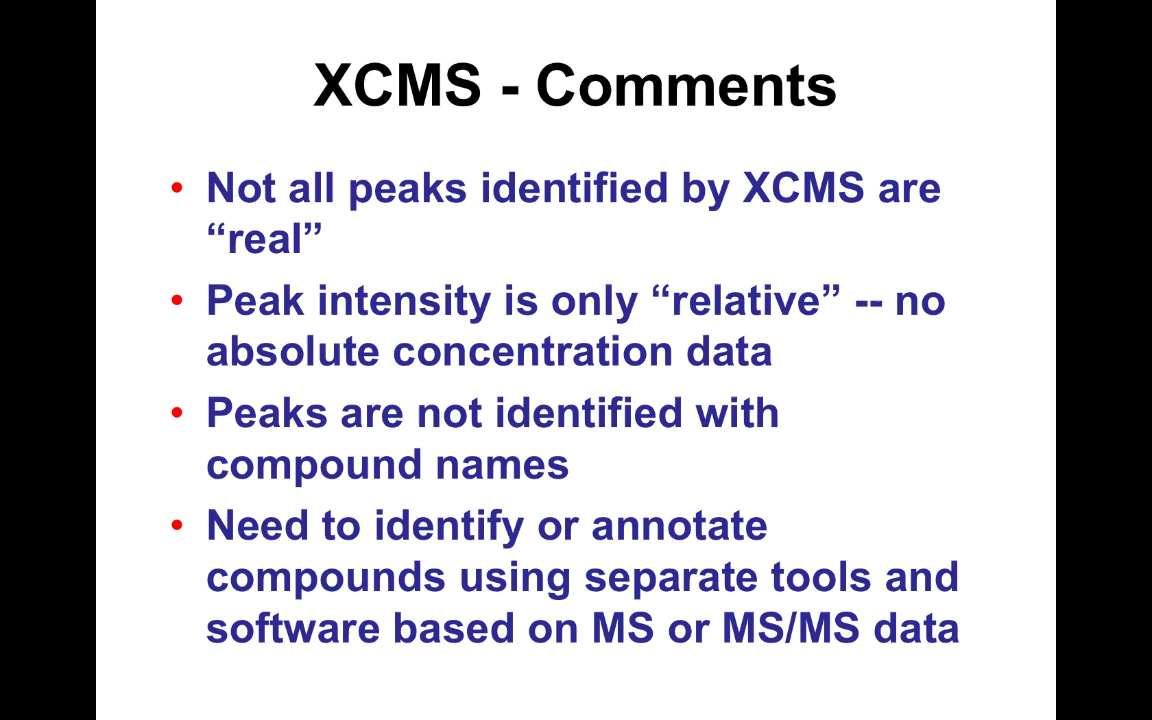 XCMS - Comments
• Not all peaks identified by XCMS are
“real”
• Peak intensity is only “relative” -- no
absolute concentration data
• Peaks are not identified with
compound names
• Need to identify or annotate
compounds using separate tools and
software based on MS or MS/MS data